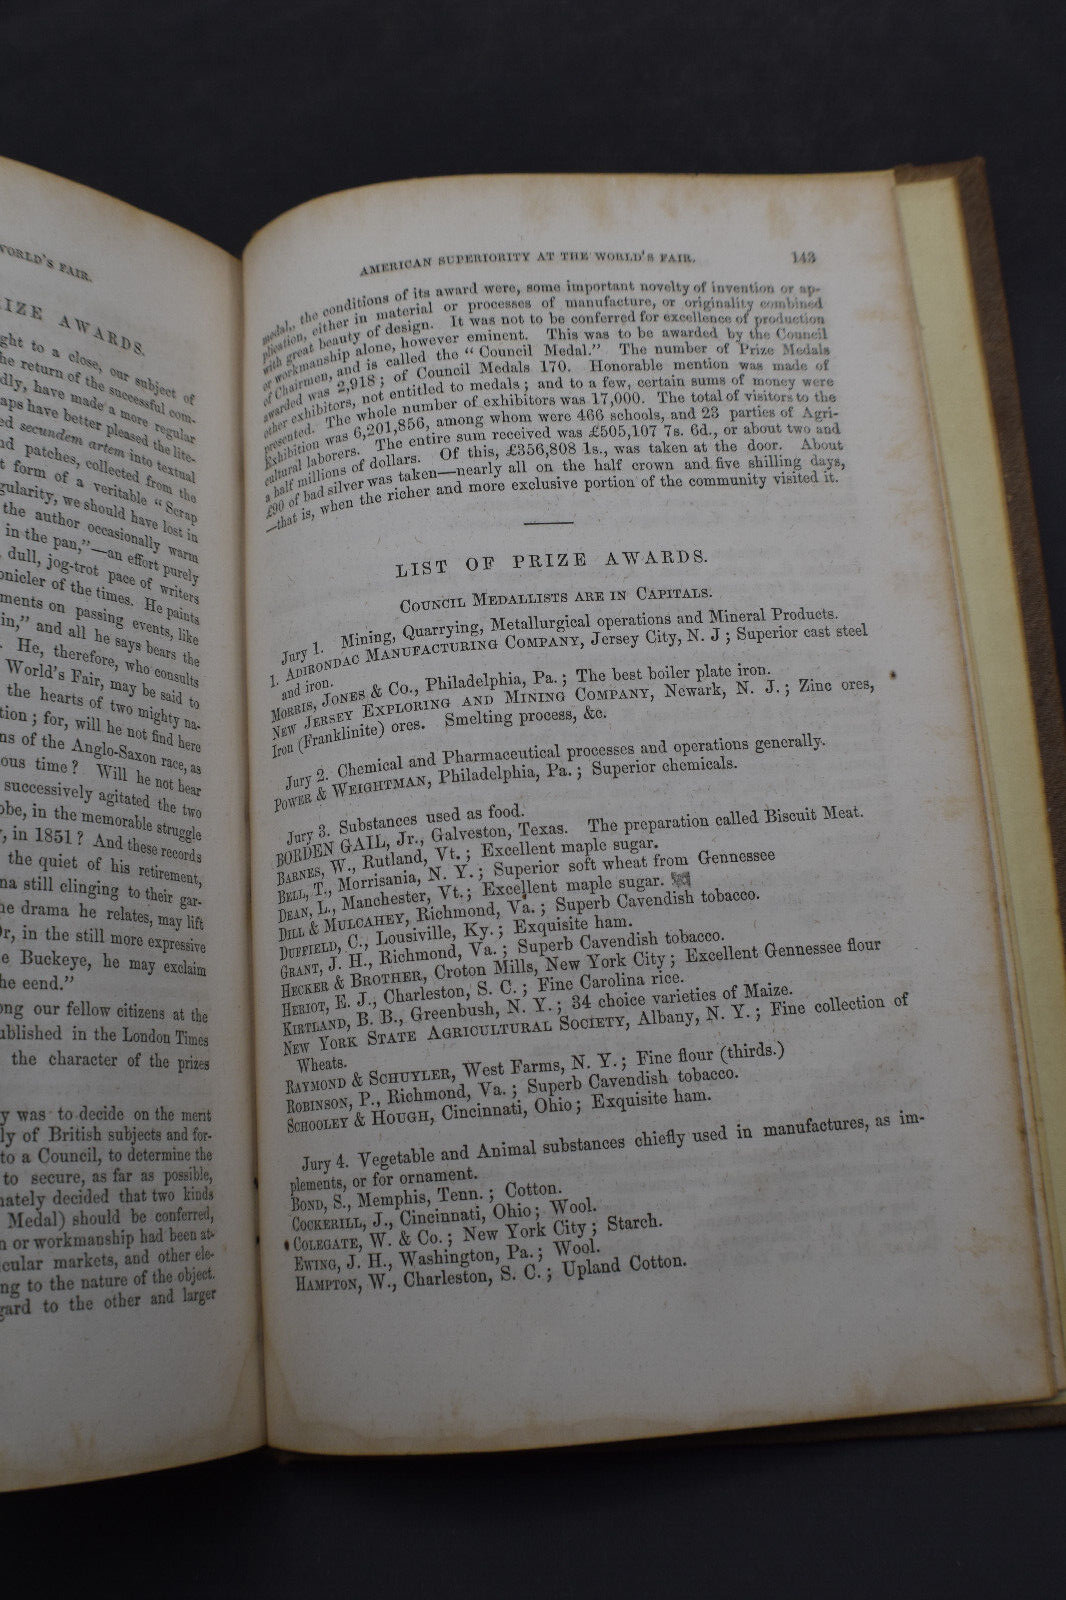 WORLD'S FAIR.
IZE AWARDS.
ght to a close, our subject of
he return of the successful com-
dly, have made a more regular
aps have better pleased the lite-
ed secundem artem into textual
nd patches, collected from the
t form of a veritable "Scrap
gularity, we should have lost in
the author occasionally warm
in the pan,"—an effort purely
dull, jog-trot pace of writers
onicler of the times. He paints
ments on passing events, like
in," and all he says bears the
. He, therefore, who consults
World's Fair, may be said to
the hearts of two mighty na-
tion; for, will he not find here
ns of the Anglo-Saxon race, as
ous time? Will he not hear
successively agitated the two
obe, in the memorable struggle
, in 1851? And these records
the quiet of his retirement,
na still clinging to their gar-
he drama he relates, may lift
Or, in the still more expressive
e Buckeye, he may exclaim
he eend."
ong our fellow citizens at the
ublished in the London Times
the character of the prizes
y was to decide on the merit
ly of British subjects and for-
to a Council, to determine the
to secure, as far as possible,
nately decided that two kinds
Medal) should be conferred,
n or workmanship had been at-
cular markets, and other ele-
ng to the nature of the object.
gard to the other and larger
AMERICAN SUPERIORITY AT THE WORLD'S FAIR. 143
medal, the conditions of its award were, some important novelty of invention or ap-
plication, either in material or processes of manufacture, or originality combined
with great beauty of design. It was not to be conferred for excellence of production
or workmanship alone, however eminent. This was to be awarded by the Council
of Chairmen, and is called the "Council Medal." The number of Prize Medals
awarded was 2,918; of Council Medals 170. Honorable mention was made of
other exhibitors, not entitled to medals; and to a few, certain sums of money were
presented. The whole number of exhibitors was 17,000. The total of visitors to the
Exhibition was 6,201,856, among whom were 466 schools, and 23 parties of Agri-
cultural laborers. The entire sum received was £505,107 7s. 6d., or about two and
a half millions of dollars. Of this, £356,808 1s., was taken at the door. About
£90 of bad silver was taken—nearly all on the half crown and five shilling days,
—that is, when the richer and more exclusive portion of the community visited it.
LIST OF PRIZE AWARDS.
COUNCIL MEDALLISTS ARE IN CAPITALS.
Jury 1. Mining, Quarrying, Metallurgical operations and Mineral Products.
1. ADIRONDAC MANUFACTURING COMPANY, Jersey City, N. J; Superior cast steel
and iron.
MORRIS, JONES & Co., Philadelphia, Pa.; The best boiler plate iron.
NEW JERSEY EXPLORING AND MINING COMPANY, Newark, N. J.; Zinc ores,
Iron (Franklinite) ores. Smelting process, &c.
Jury 2. Chemical and Pharmaceutical processes and operations generally.
POWER & WEIGHTMAN, Philadelphia, Pa.; Superior chemicals.
Jury 3. Substances used as food.
BORDEN GAIL, Jr., Galveston, Texas. The preparation called Biscuit Meat.
BARNES, W., Rutland, Vt.; Excellent maple sugar.
BELL, T., Morrisania, N. Y.; Superior soft wheat from Gennessee
DEAN, L., Manchester, Vt.; Excellent maple sugar.
DILL & MULCAHEY, Richmond, Va.; Superb Cavendish tobacco.
DUFFIELD, C., Lousiville, Ky.; Exquisite ham.
GRANT, J. H., Richmond, Va.; Superb Cavendish tobacco.
HECKER & BROTHER, Croton Mills, New York City; Excellent Gennessee flour
HERIOT, E. J., Charleston, S. C.; Fine Carolina rice.
KIRTLAND, B. B., Greenbush, N. Y.; 34 choice varieties of Maize.
NEW YORK STATE AGRICULTURAL SOCIETY, Albany, N. Y.; Fine collection of
Wheats.
RAYMOND & SCHUYLER, West Farms, N. Y.; Fine flour (thirds.)
ROBINSON, P., Richmond, Va.; Superb Cavendish tobacco.
SCHOOLEY & HOUGH, Cincinnati, Ohio; Exquisite ham.
Jury 4. Vegetable and Animal substances chiefly used in manufactures, as im-
plements, or for ornament.
BOND, S., Memphis, Tenn.; Cotton.
COCKERILL, J., Cincinnati, Ohio; Wool.
COLEGATE, W. & Co.; New York City; Starch.
EWING, J. H., Washington, Pa.; Wool.
HAMPTON, W., Charleston, S. C.; Upland Cotton.